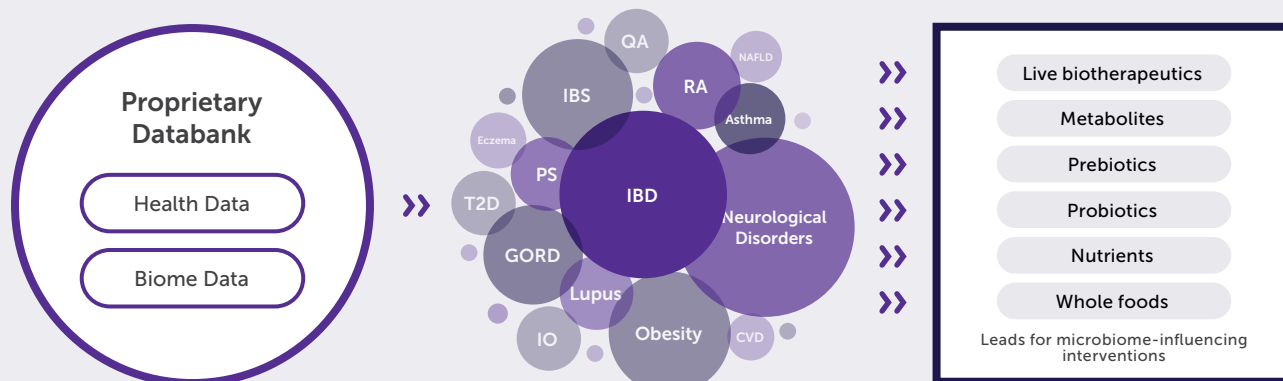 Proprietary
Databank
Health Data
Biome Data
QA
NAFLD
IBS
RA
Asthma
Eczema
PS
IBD
T2D
Neurological
Disorders
GORD
Lupus
IO
Obesity
CVD
Live biotherapeutics
Metabolites
Prebiotics
Probiotics
Nutrients
Whole foods
Leads for microbiome-influencing
interventions